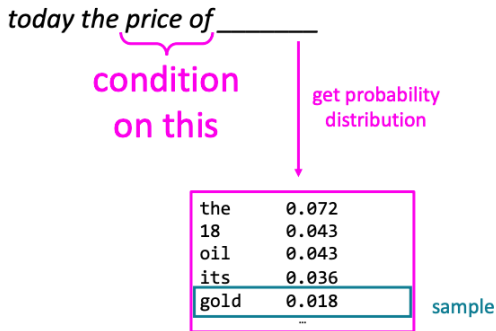 today the price of _______
condition
on this
get probability
distribution
the 0.072
18 0.043
oil 0.043
its 0.036
gold 0.018
sample
…